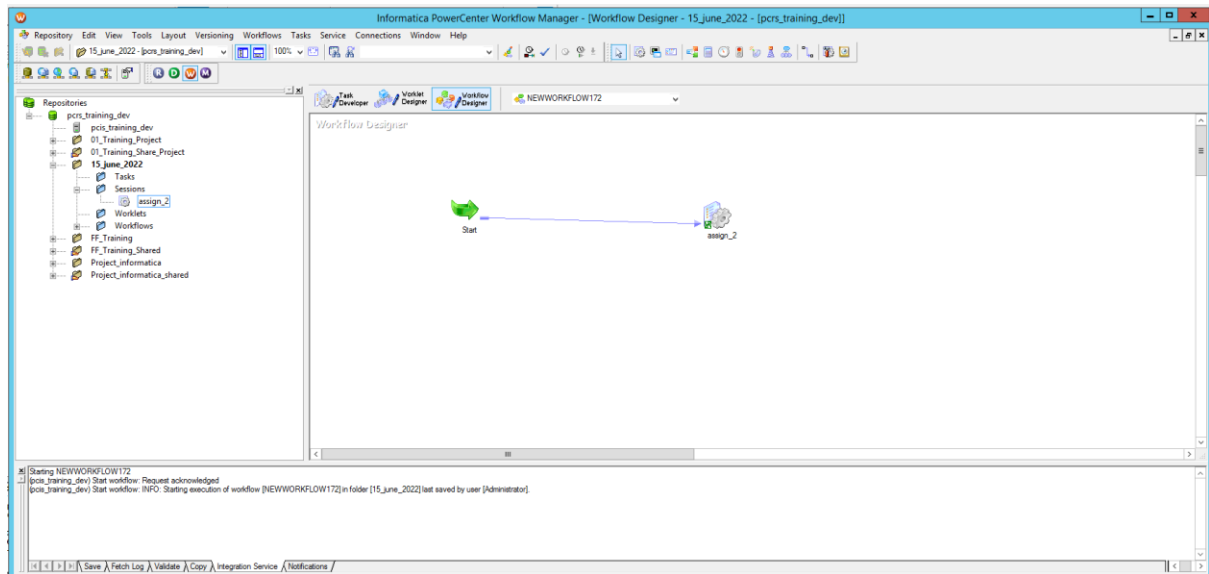 Informatica PowerCenter Workflow Manager - [Workflow Designer - 15_june_2022 - [pcrs_training_dev]]
Repository Edit View Tools Layout Versioning Workflows Tasks Service Connections Window Help
15_june_2022 - [pcrs_training_dev] 100%
R D W M
Repositories
pcrs_training_dev
pcis_training_dev
01_Training_Project
01_Training_Share_Project
15_june_2022
Tasks
Sessions
assign_2
Worklets
Workflows
FF_Training
FF_Training_Shared
Project_informatica
Project_informatica_shared
Task Developer Worklet Designer Workflow Designer NEWWORKFLOW172
Workflow Designer
Start
assign_2
Starting NEWWORKFLOW172
(pcis_training_dev) Start workflow: Request acknowledged
(pcis_training_dev) Start workflow: INFO: Starting execution of workflow [NEWWORKFLOW172] in folder [15_june_2022] last saved by user [Administrator].
Save Fetch Log Validate Copy Integration Service Notifications